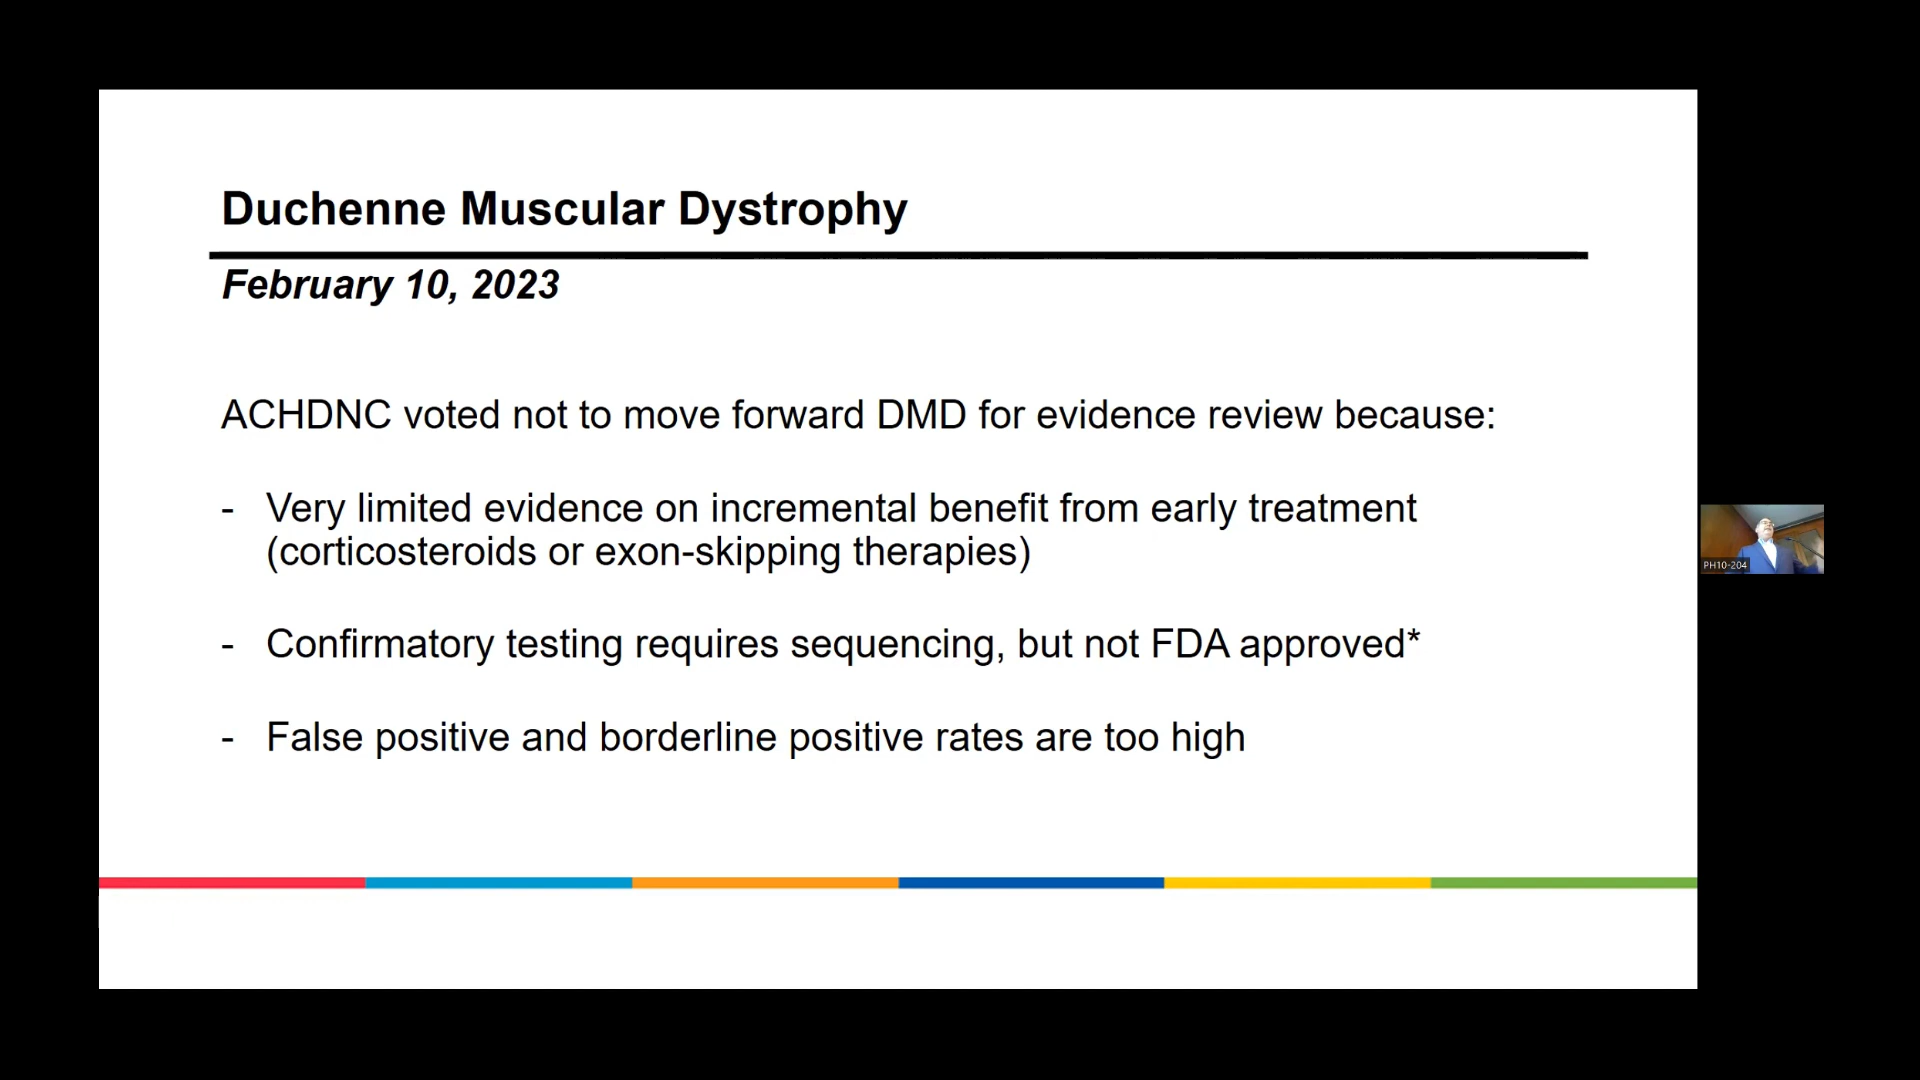 Duchenne Muscular Dystrophy
February 10, 2023
ACHDNC voted not to move forward DMD for evidence review because:
- Very limited evidence on incremental benefit from early treatment
(corticosteroids or exon-skipping therapies)
- Confirmatory testing requires sequencing, but not FDA approved*
- False positive and borderline positive rates are too high
PH10-204